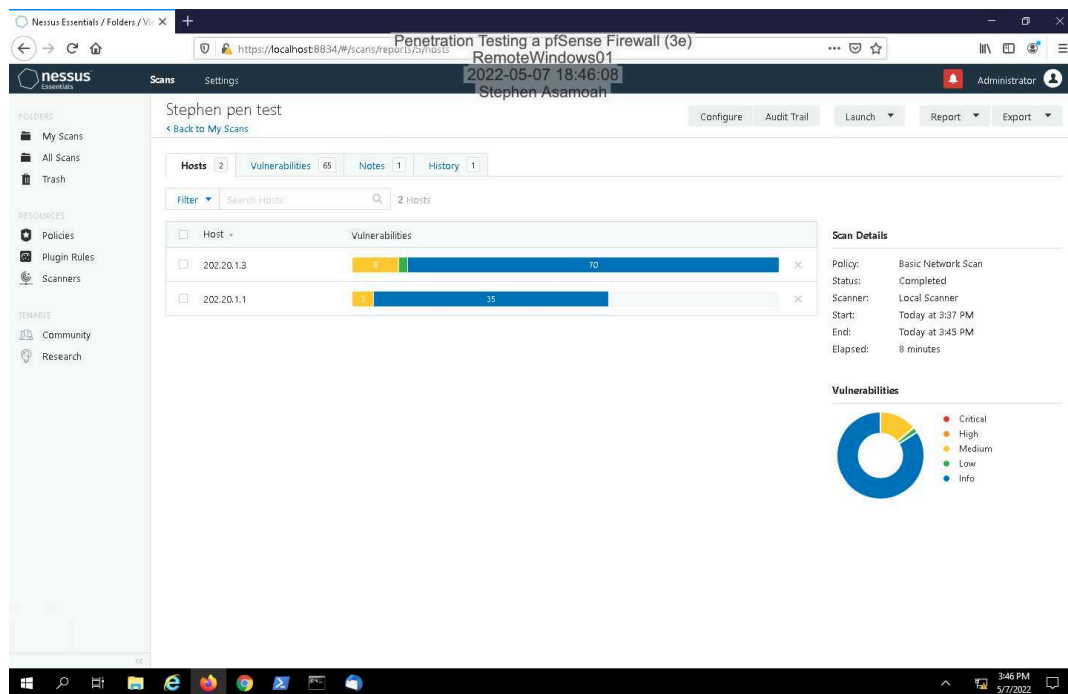 Nessus Essentials / Folders / Vi
https://localhost:8834/#/scans/reports/5/hosts
Penetration Testing a pfSense Firewall (3e)
RemoteWindows01
2022-05-07 18:46:08
Stephen Asamoah
nessus
Essentials
Scans Settings
Administrator
FOLDERS
My Scans
All Scans
Trash
RESOURCES
Policies
Plugin Rules
Scanners
TENABLE
Community
Research
Stephen pen test
< Back to My Scans
Configure Audit Trail Launch Report Export
Hosts 2 Vulnerabilities 65 Notes 1 History 1
Filter Search Hosts 2 Hosts
Host Vulnerabilities
202.20.1.3 70
202.20.1.1 3 35
Scan Details
Policy: Basic Network Scan
Status: Completed
Scanner: Local Scanner
Start: Today at 3:37 PM
End: Today at 3:45 PM
Elapsed: 8 minutes
Vulnerabilities
Critical
High
Medium
Low
Info
3:46 PM
5/7/2022